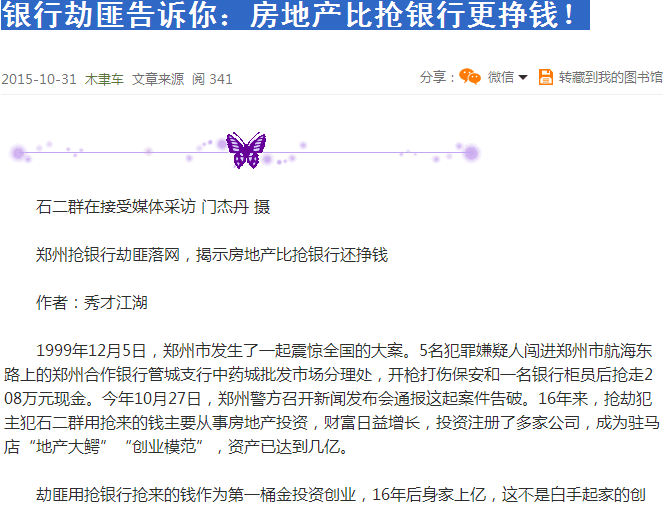 银行劫匪告诉你：房地产比抢银行更挣钱！
2015-10-31 木聿车 文章来源 阅 341 分享： 微信 转藏到我的图书馆
石二群在接受媒体采访 门杰丹 摄
郑州抢银行劫匪落网，揭示房地产比抢银行还挣钱
作者：秀才江湖
1999年12月5日，郑州市发生了一起震惊全国的大案。5名犯罪嫌疑人闯进郑州市航海东
路上的郑州合作银行管城支行中药城批发市场分理处，开枪打伤保安和一名银行柜员后抢走2
08万元现金。今年10月27日，郑州警方召开新闻发布会通报这起案件告破。16年来，抢劫犯
主犯石二群用抢来的钱主要从事房地产投资，财富日益增长，投资注册了多家公司，成为驻马
店“地产大鳄”“创业模范”，资产已达到几亿。
劫匪用抢银行抢来的钱作为第一桶金投资创业，16年后身家上亿，这不是白手起家的创